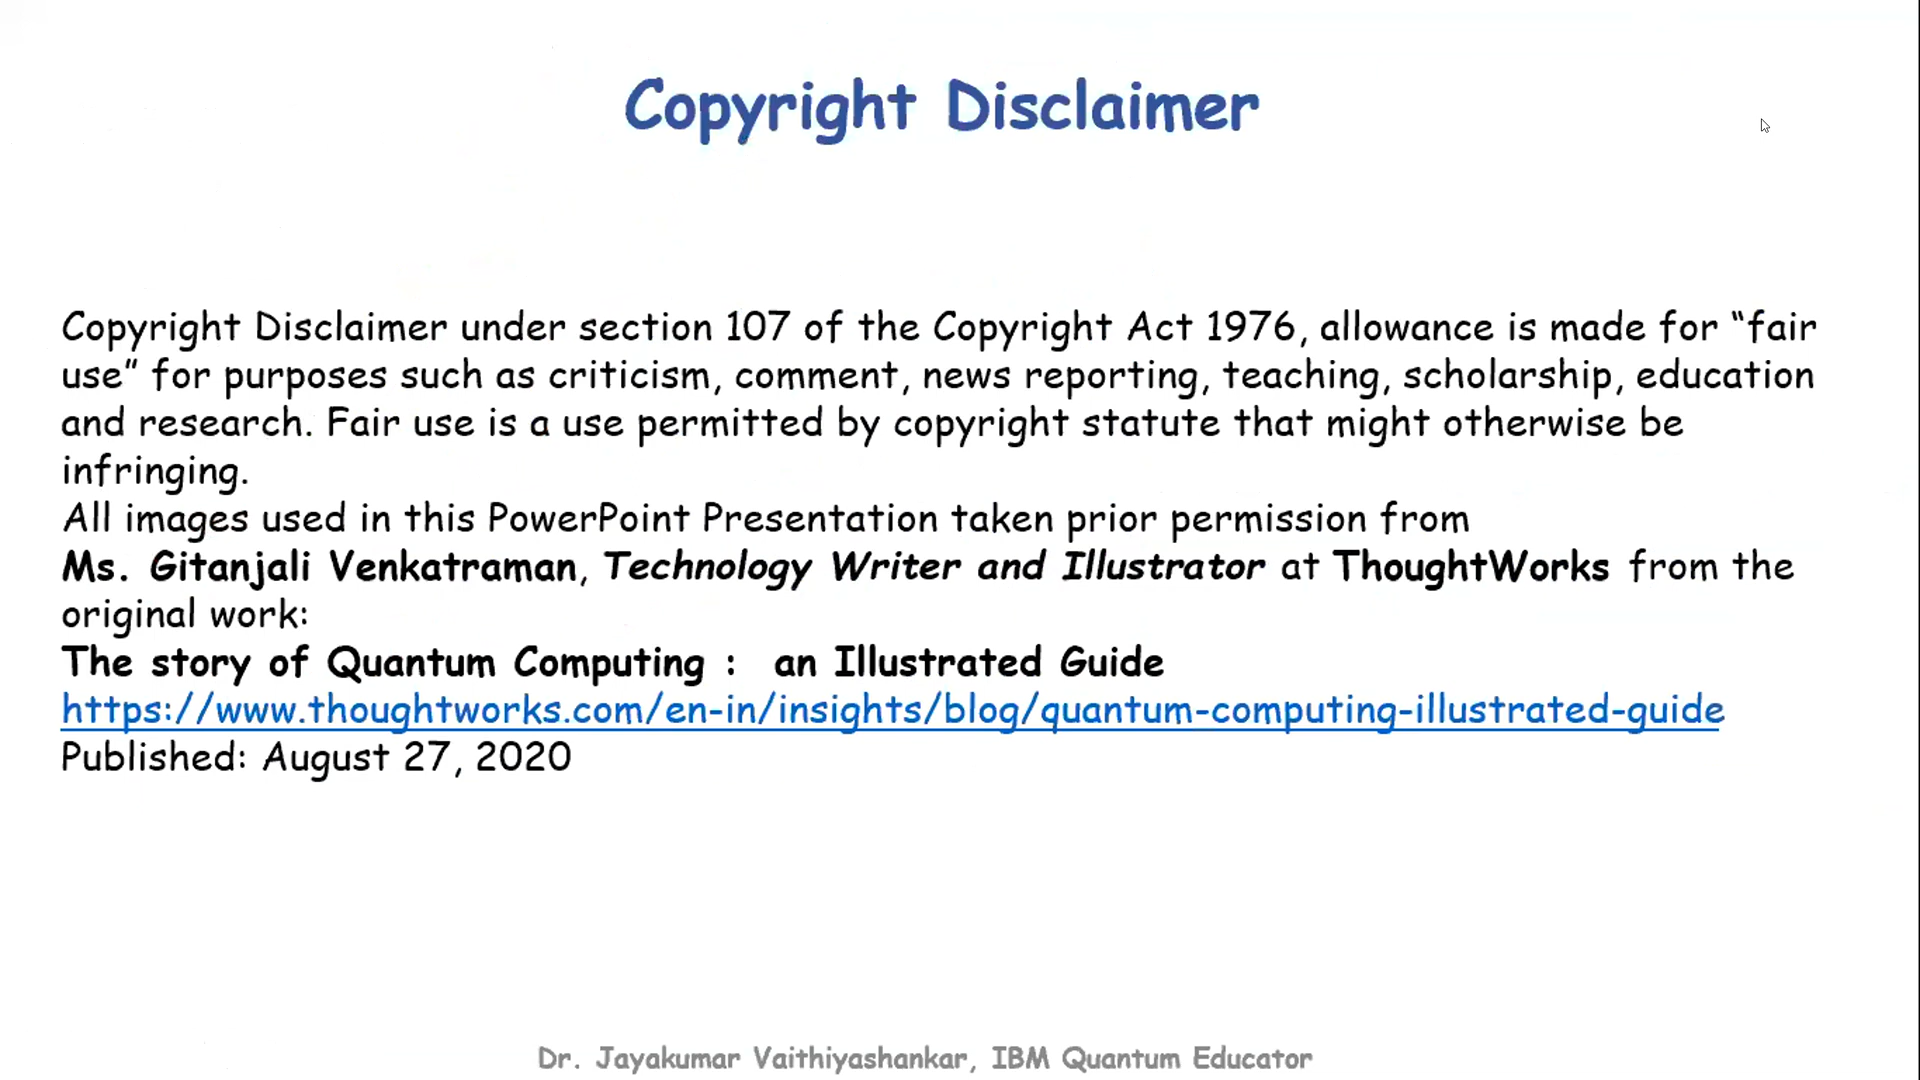 Copyright Disclaimer
Copyright Disclaimer under section 107 of the Copyright Act 1976, allowance is made for “fair
use” for purposes such as criticism, comment, news reporting, teaching, scholarship, education
and research. Fair use is a use permitted by copyright statute that might otherwise be
infringing.
All images used in this PowerPoint Presentation taken prior permission from
Ms. Gitanjali Venkatraman, Technology Writer and Illustrator at ThoughtWorks from the
original work:
The story of Quantum Computing : an Illustrated Guide
https://www.thoughtworks.com/en-in/insights/blog/quantum-computing-illustrated-guide
Published: August 27, 2020
Dr. Jayakumar Vaithiyashankar, IBM Quantum Educator